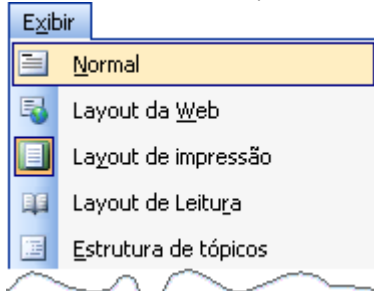 Exibir
Normal
Layout da Web
Layout de impressão
Layout de Leitura
Estrutura de tópicos